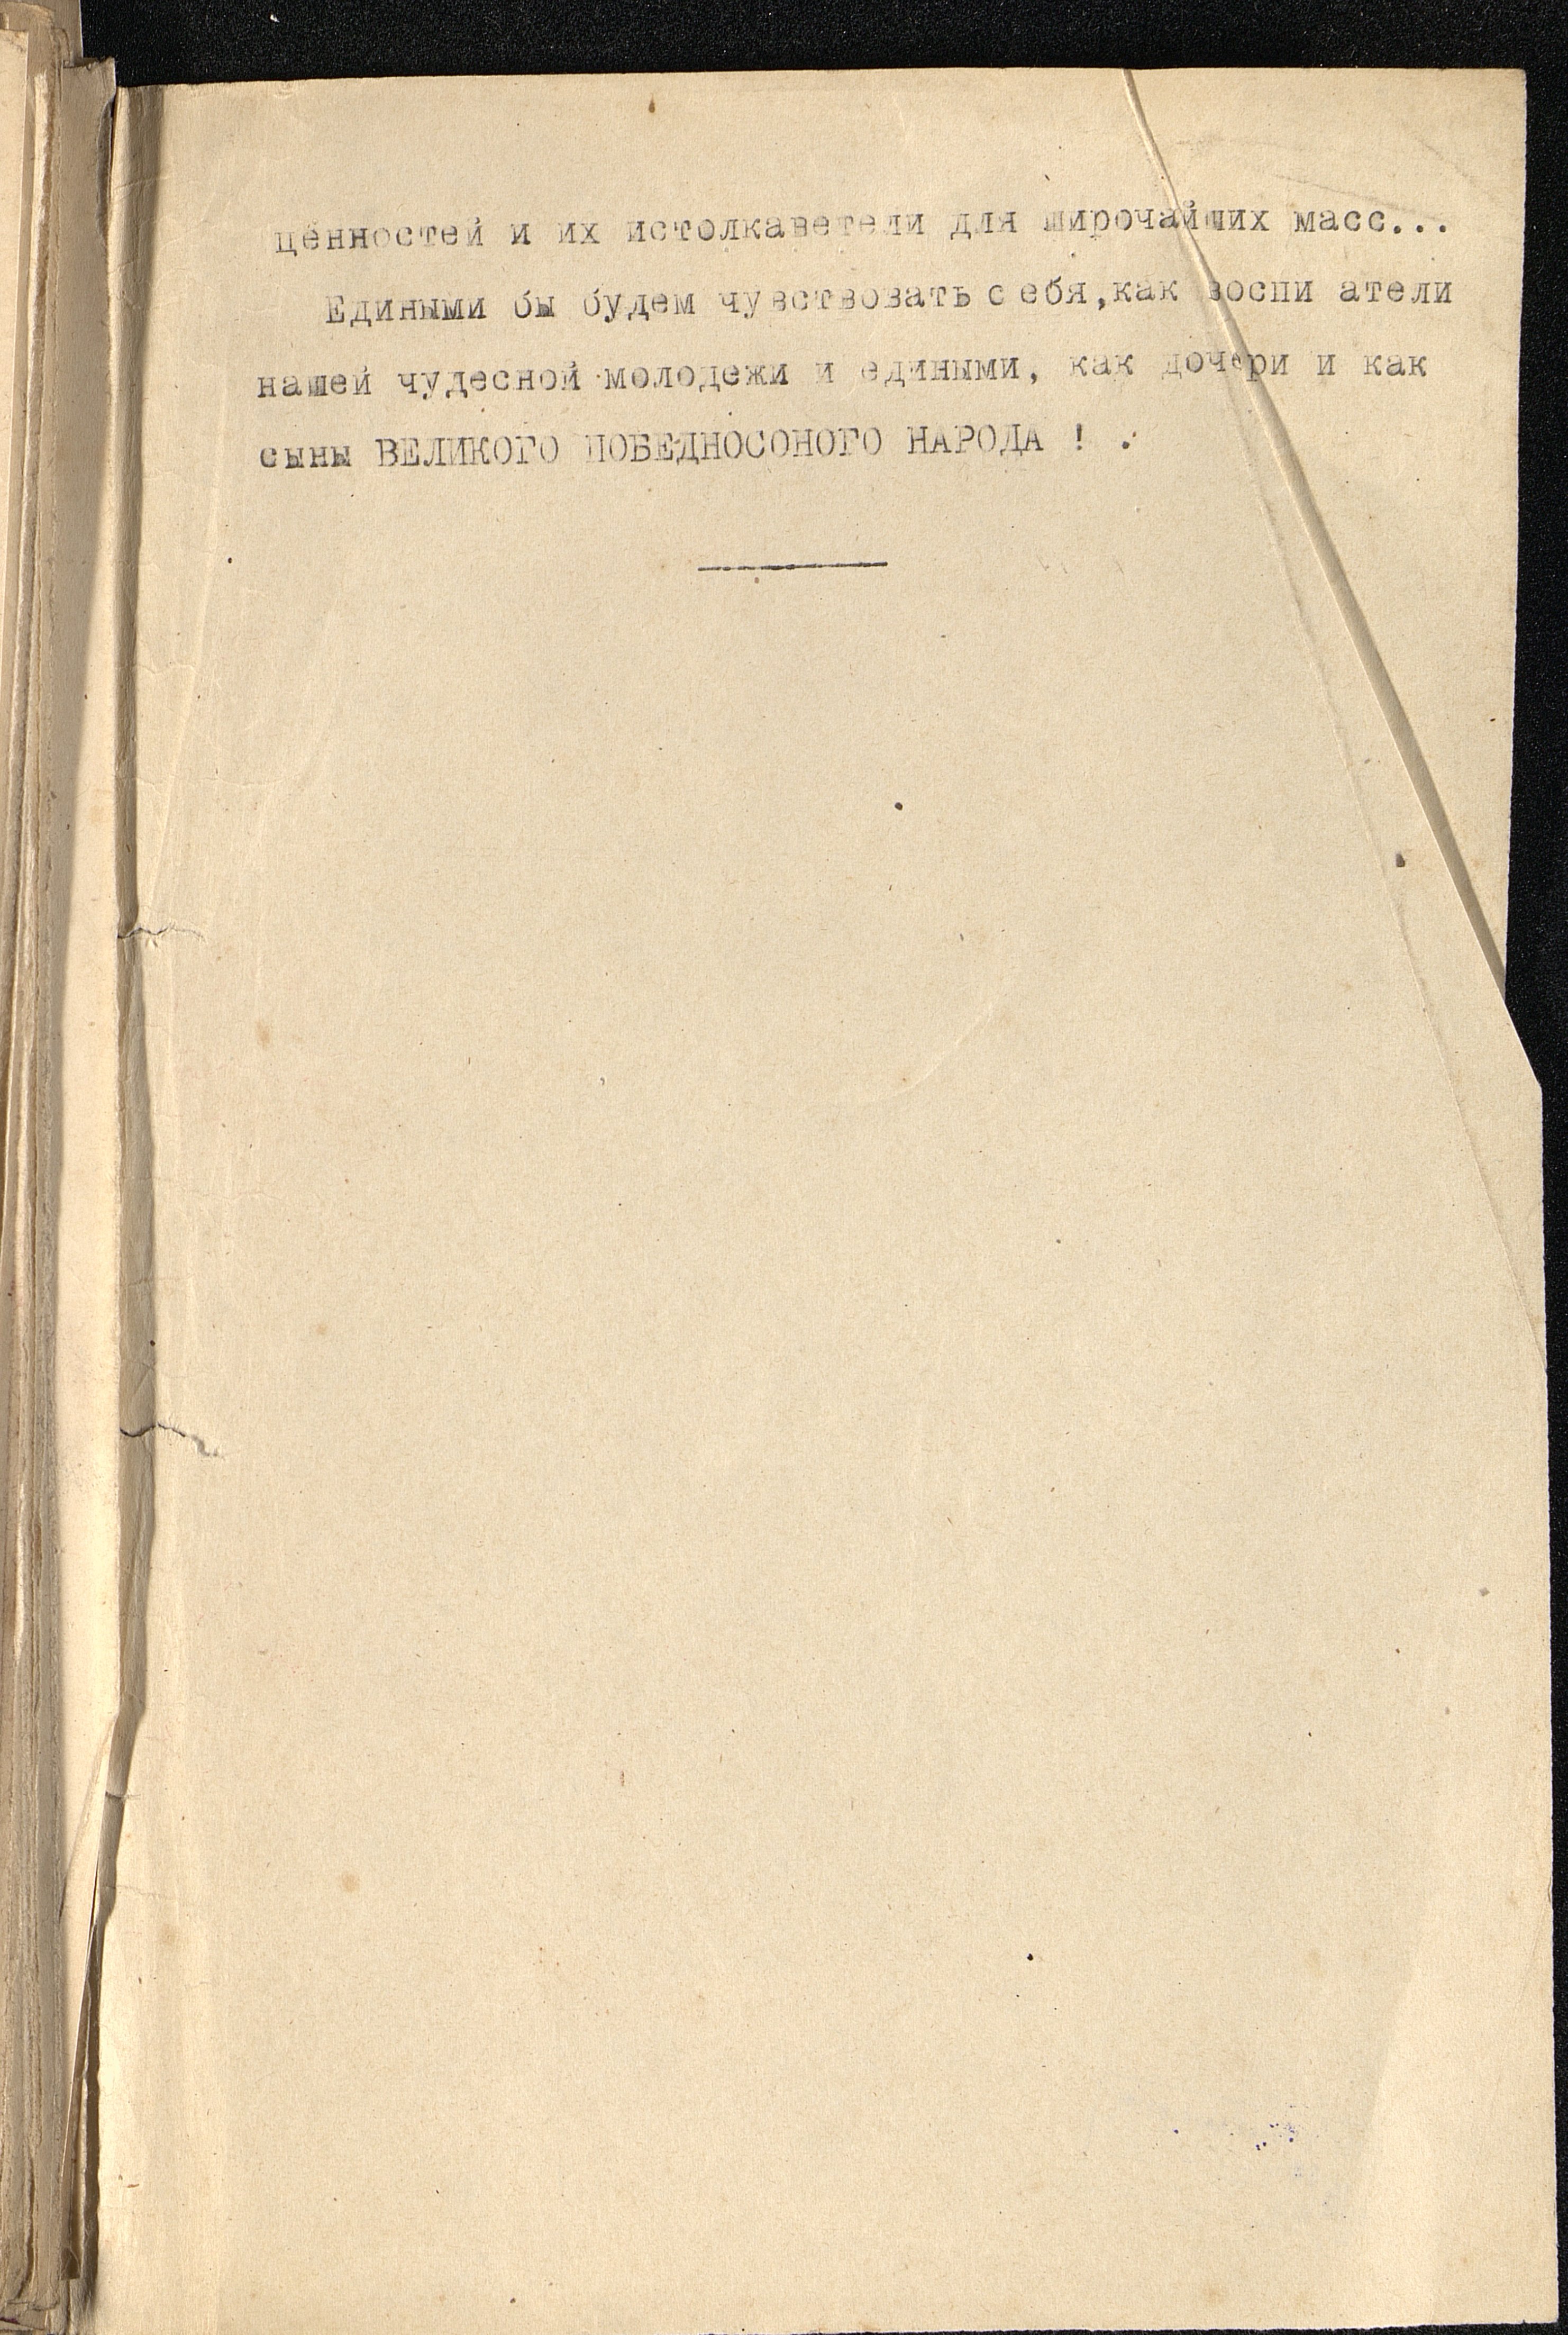 ценностей и их истолкаветели для широчайших масс...
Едиными бы будем чувствовать себя,как воспи атели
нашей чудесной молодежи и едиными, как дочери и как
сыны ВЕЛИКОГО ПОБЕДНОСОНОГО НАРОДА ! .